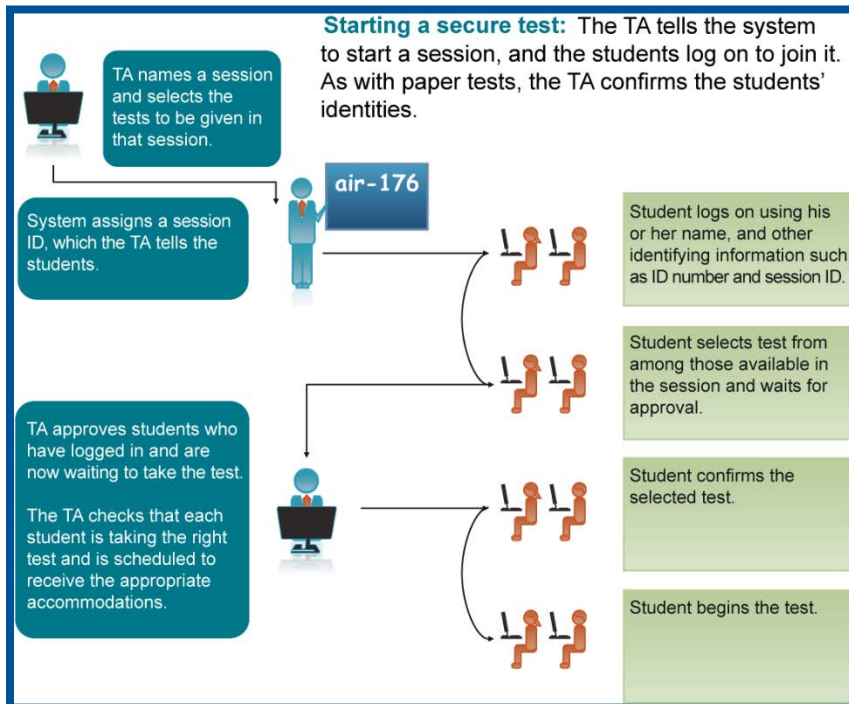 Starting a secure test: The TA tells the system
to start a session, and the students log on to join it.
As with paper tests, the TA confirms the students'
identities.
TA names a session
and selects the
tests to be given in
that session.
air-176
System assigns a session
ID, which the TA tells the
students.
Student logs on using his
or her name, and other
identifying information such
as ID number and session ID.
Student selects test from
among those available in
the session and waits for
approval.
TA approves students who
have logged in and are
now waiting to take the test.
The TA checks that each
student is taking the right
test and is scheduled to
receive the appropriate
accommodations.
Student confirms the
selected test.
Student begins the test.